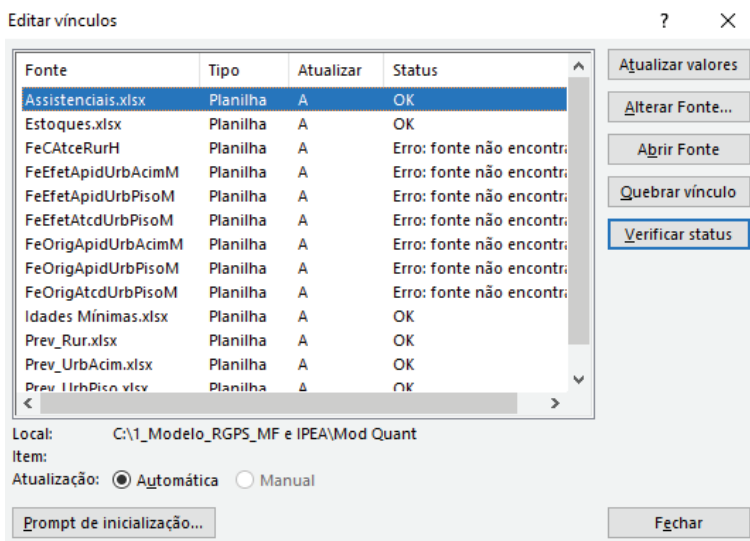 Editar vínculos ? ×
Fonte Tipo Atualizar Status
Assistenciais.xlsx Planilha A OK
Estoques.xlsx Planilha A OK
FeCAtceRurH Planilha A Erro: fonte não encontra
FeEfetApidUrbAcimM Planilha A Erro: fonte não encontra
FeEfetApidUrbPisoM Planilha A Erro: fonte não encontra
FeEfetAtcdUrbPisoM Planilha A Erro: fonte não encontra
FeOrigApidUrbAcimM Planilha A Erro: fonte não encontra
FeOrigApidUrbPisoM Planilha A Erro: fonte não encontra
FeOrigAtcdUrbPisoM Planilha A Erro: fonte não encontra
Idades Mínimas.xlsx Planilha A OK
Prev_Rur.xlsx Planilha A OK
Prev_UrbAcim.xlsx Planilha A OK
Prev_UrbPiso.xlsx Planilha A OK
Atualizar valores
Alterar Fonte...
Abrir Fonte
Quebrar vínculo
Verificar status
Local: C:\1_Modelo_RGPS_MF e IPEA\Mod Quant
Item:
Atualização: Automática Manual
Prompt de inicialização... Fechar